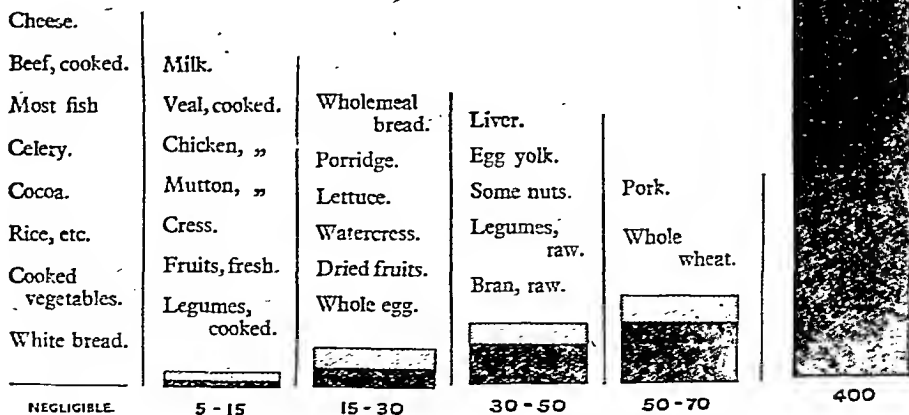 Cheese.
Beef, cooked.
Most fish
Celery.
Cocoa.
Rice, etc.
Cooked
vegetables.
White bread.
NEGLIGIBLE.
Milk.
Veal, cooked.
Chicken, „
Mutton, „
Cress.
Fruits, fresh.
Legumes,
cooked.
5-15
Wholemeal
bread.
Porridge.
Lettuce.
Watercress.
Dried fruits.
Whole egg.
15-30
Liver.
Egg yolk.
Some nuts.
Legumes,
raw.
Bran, raw.
30-50
Pork.
Whole
wheat.
50-70
400